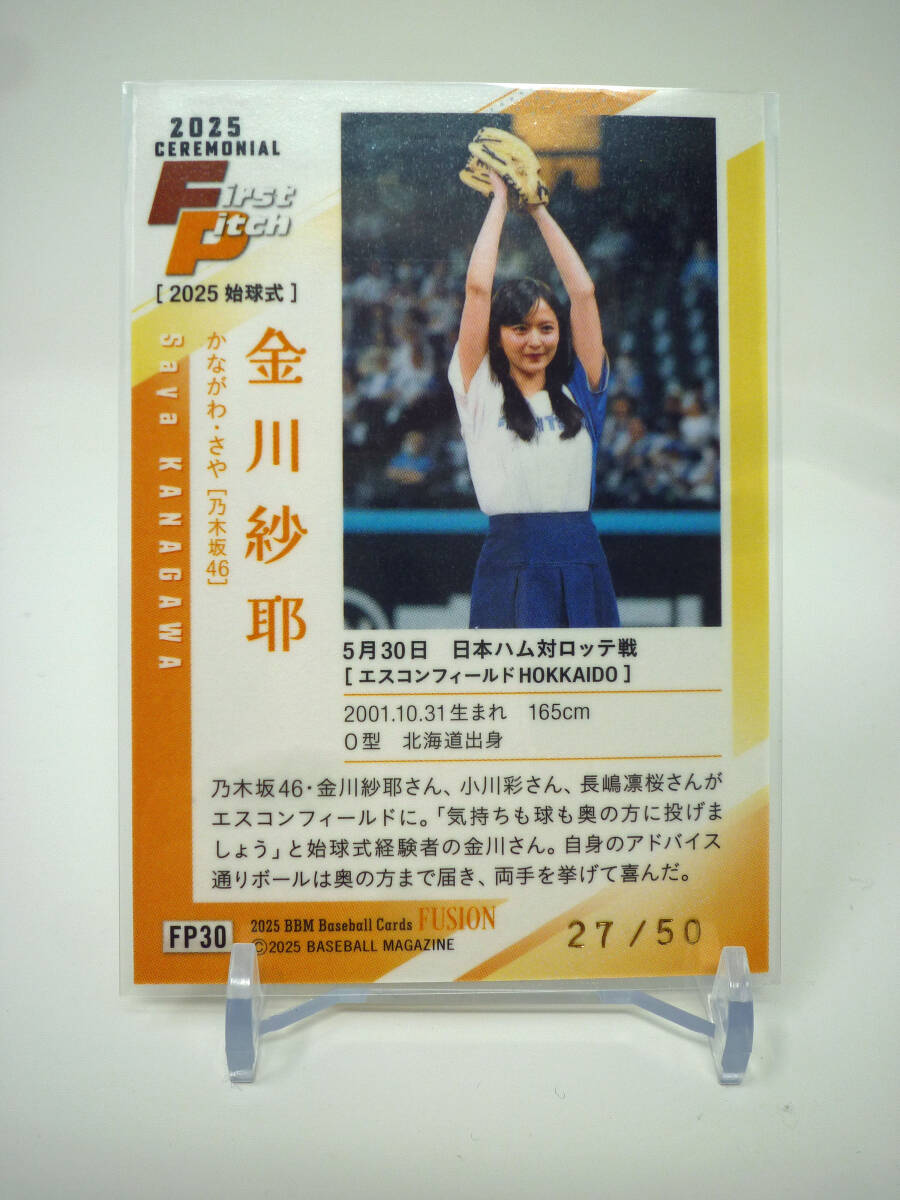 2025
CEREMONIAL
First
Pitch
[ 2025 始球式 ]
金川紗耶
かながわ・さや [乃木坂46]
Saya KANAGAWA
5月30日 日本ハム対ロッテ戦
[ エスコンフィールドHOKKAIDO ]
2001.10.31生まれ 165cm
O型 北海道出身
乃木坂46・金川紗耶さん、小川彩さん、長嶋凛桜さんが
エスコンフィールドに。「気持ちも球も奥の方に投げま
しょう」と始球式経験者の金川さん。自身のアドバイス
通りボールは奥の方まで届き、両手を挙げて喜んだ。
FP30
2025 BBM Baseball Cards FUSION
©2025 BASEBALL MAGAZINE
27/50